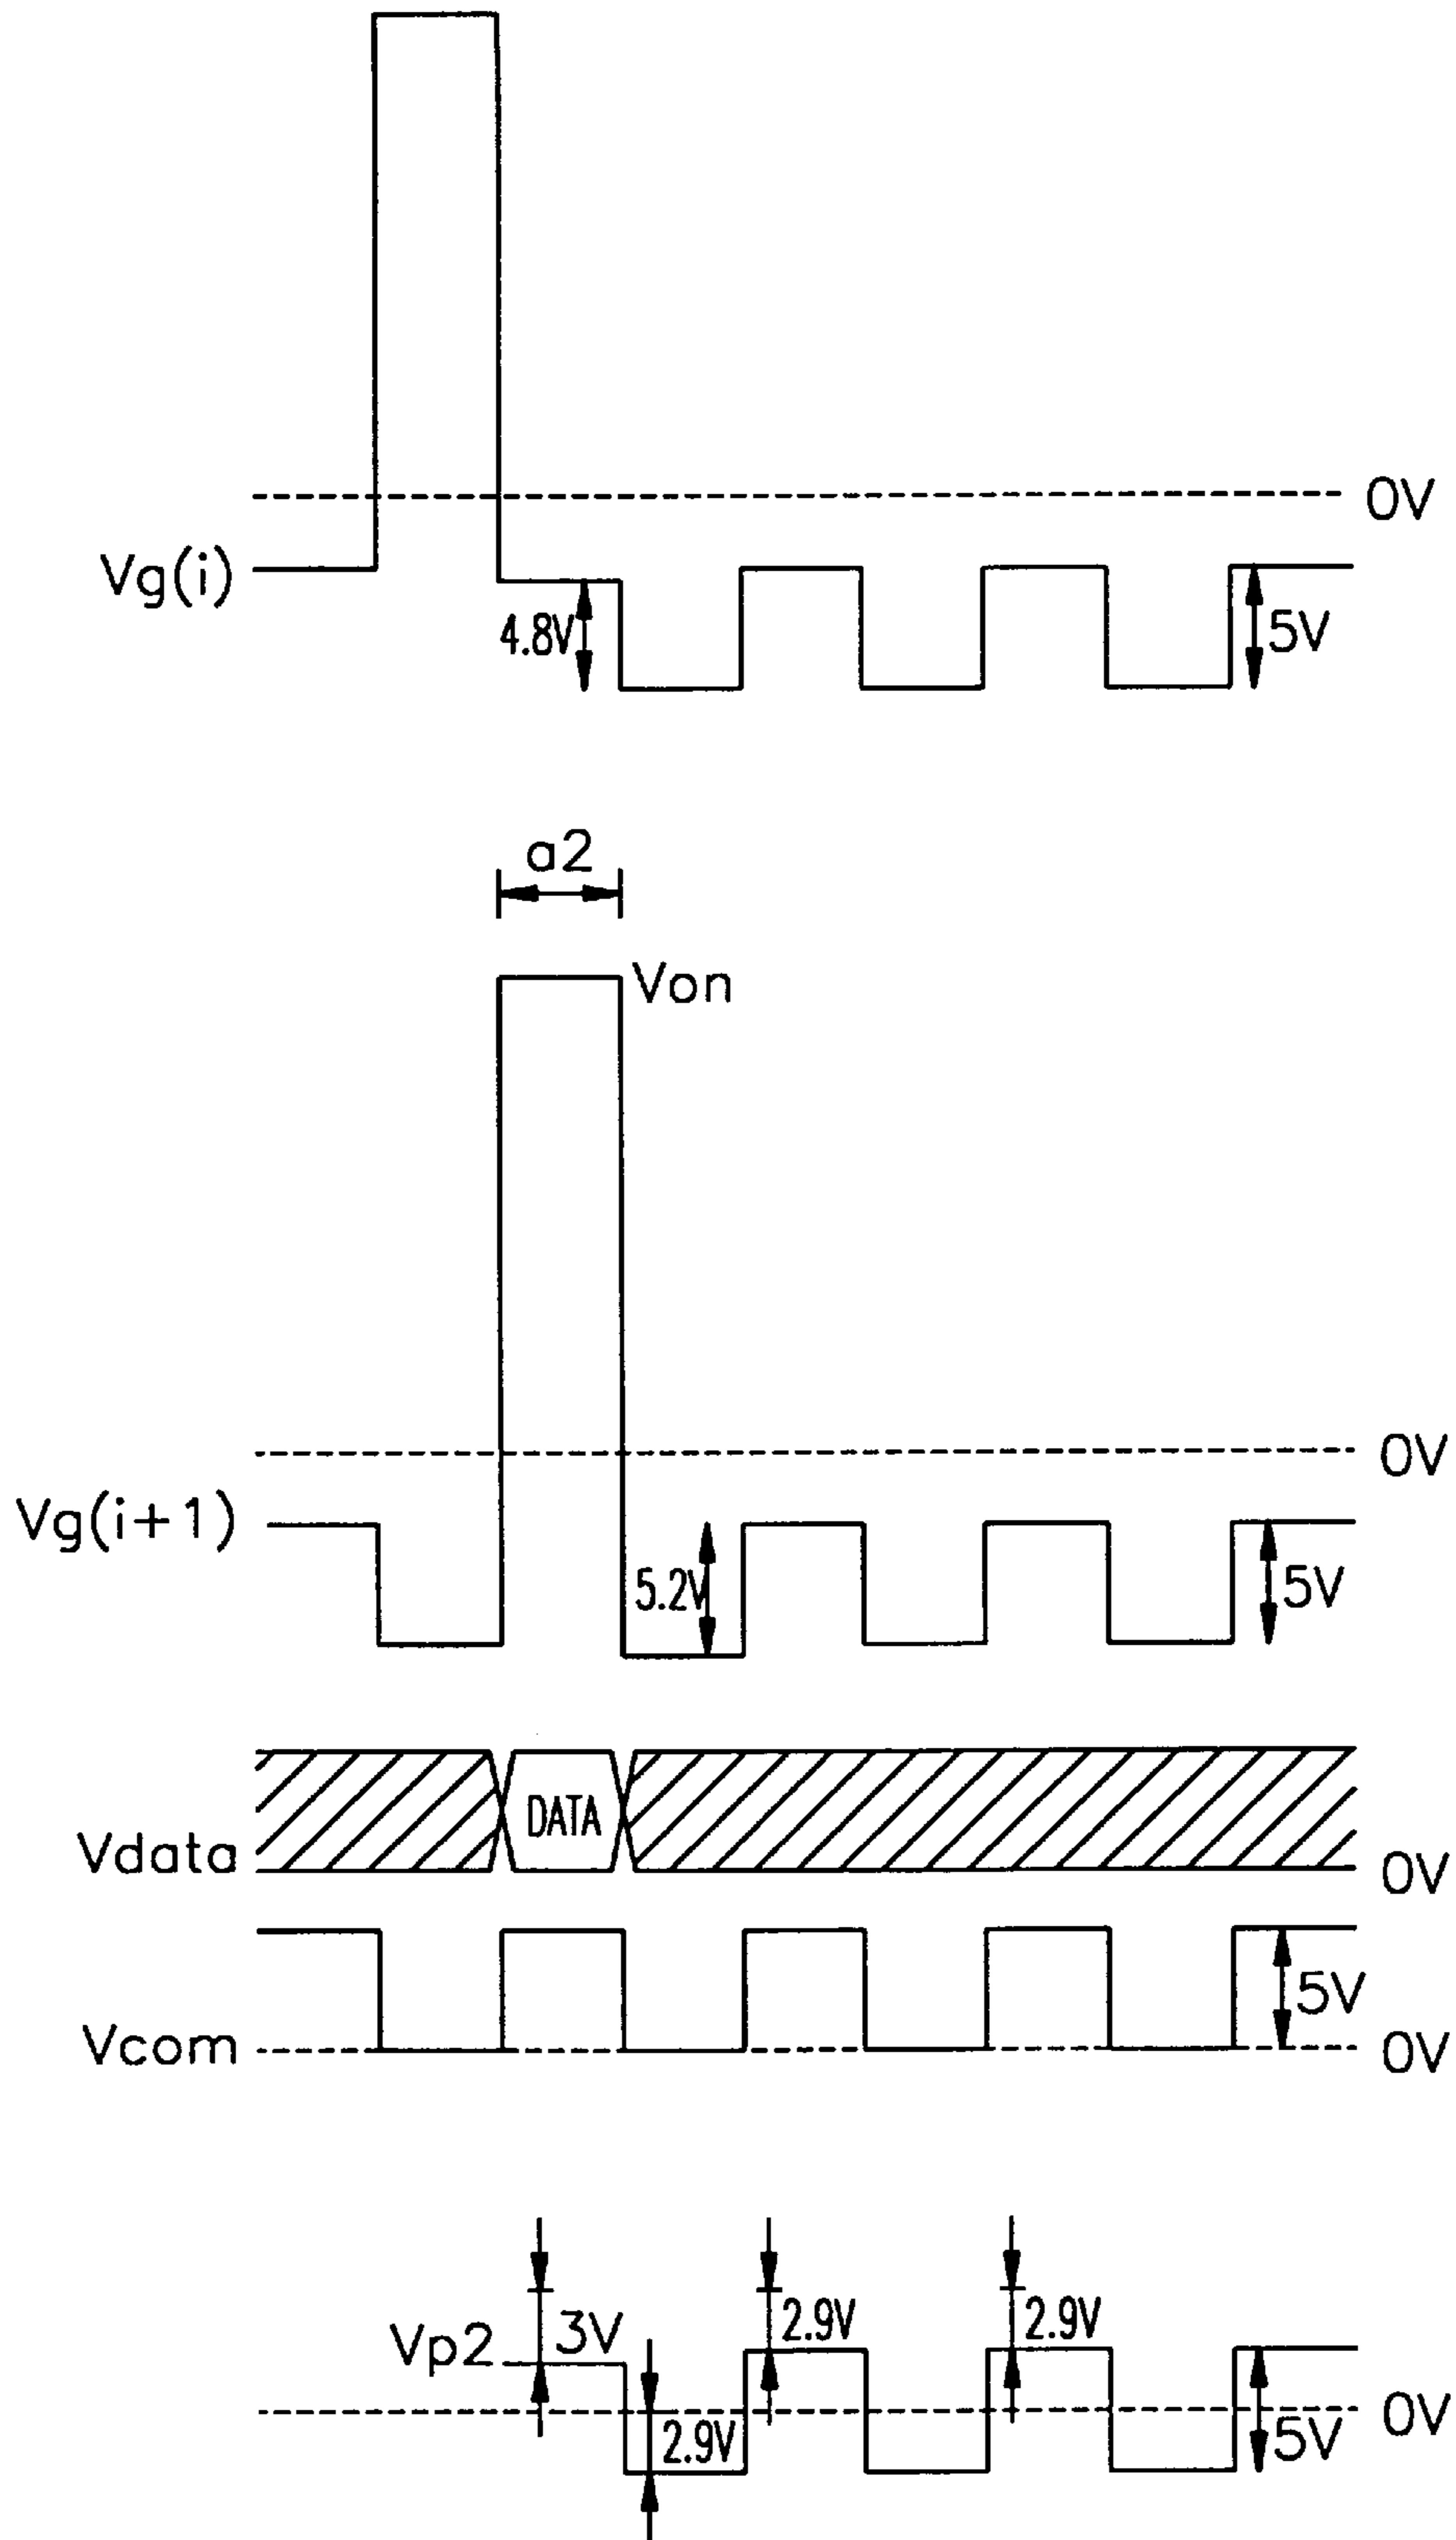 0V
Vg(i)
4.8V
5V
a2
Von
0V
Vg(i+1)
5.2V
5V
DATA
Vdata
0V
5V
Vcom
0V
3V
2.9V
2.9V
Vp2
0V
2.9V
5V